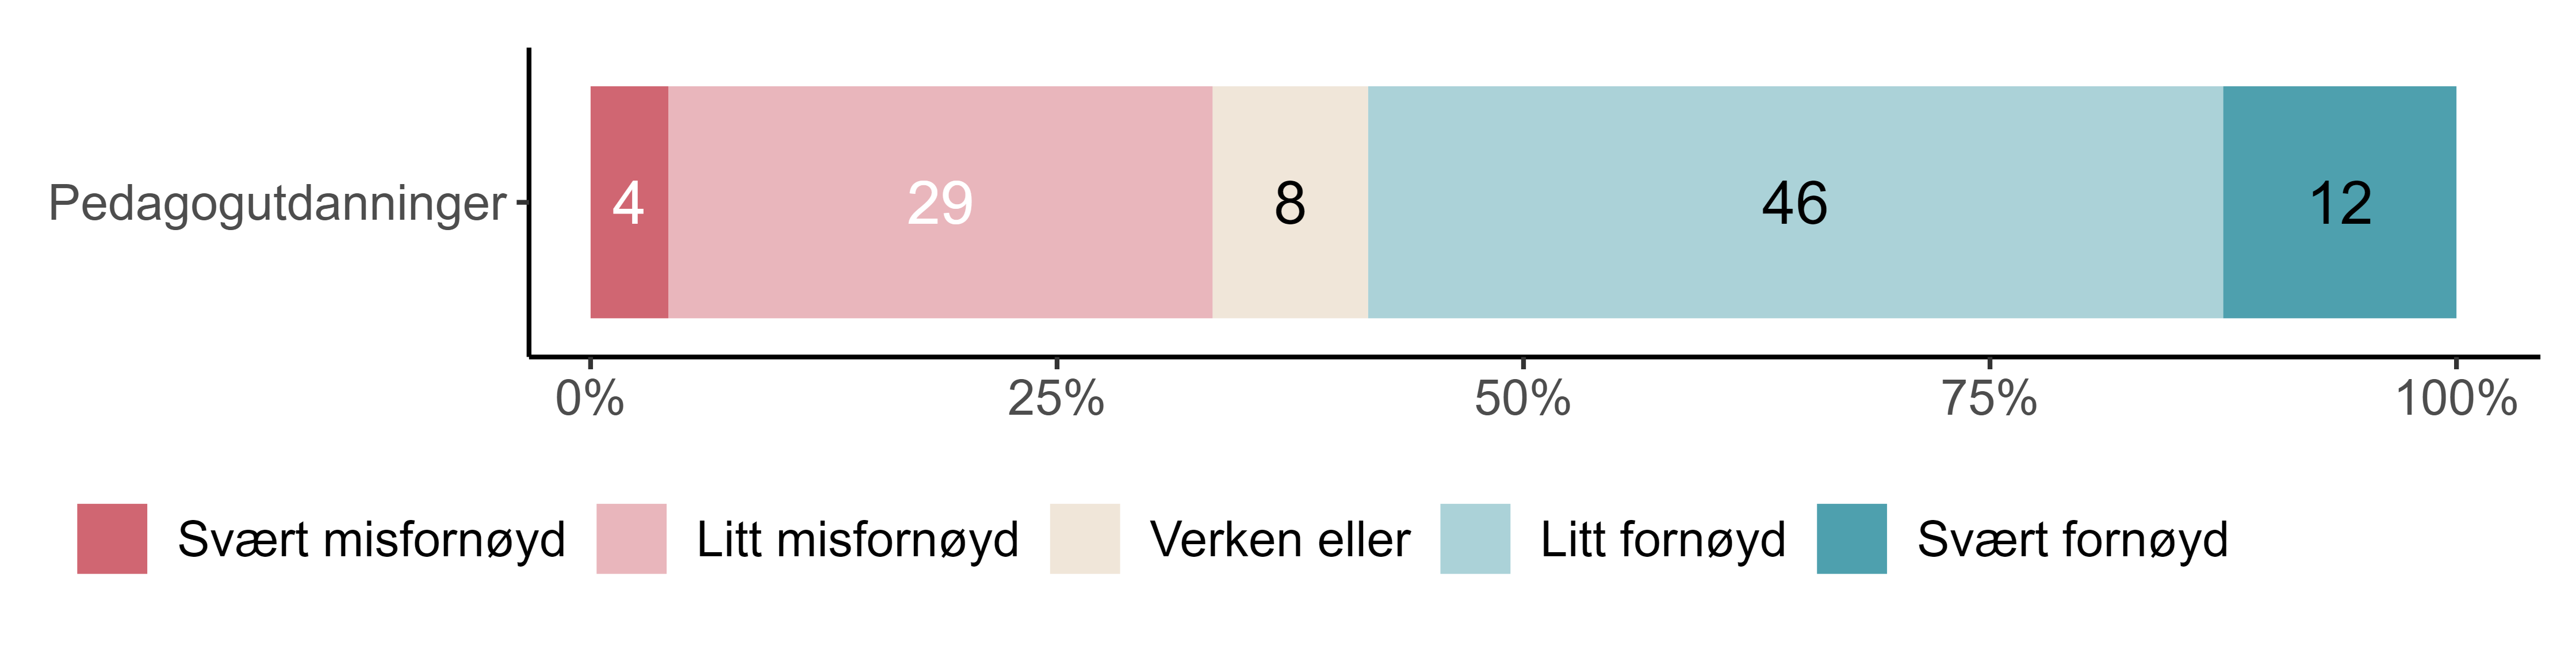 Pedagogutdanninger 4 29 8 46 12
0% 25% 50% 75% 100%
Svært misfornøyd Litt misfornøyd Verken eller Litt fornøyd Svært fornøyd